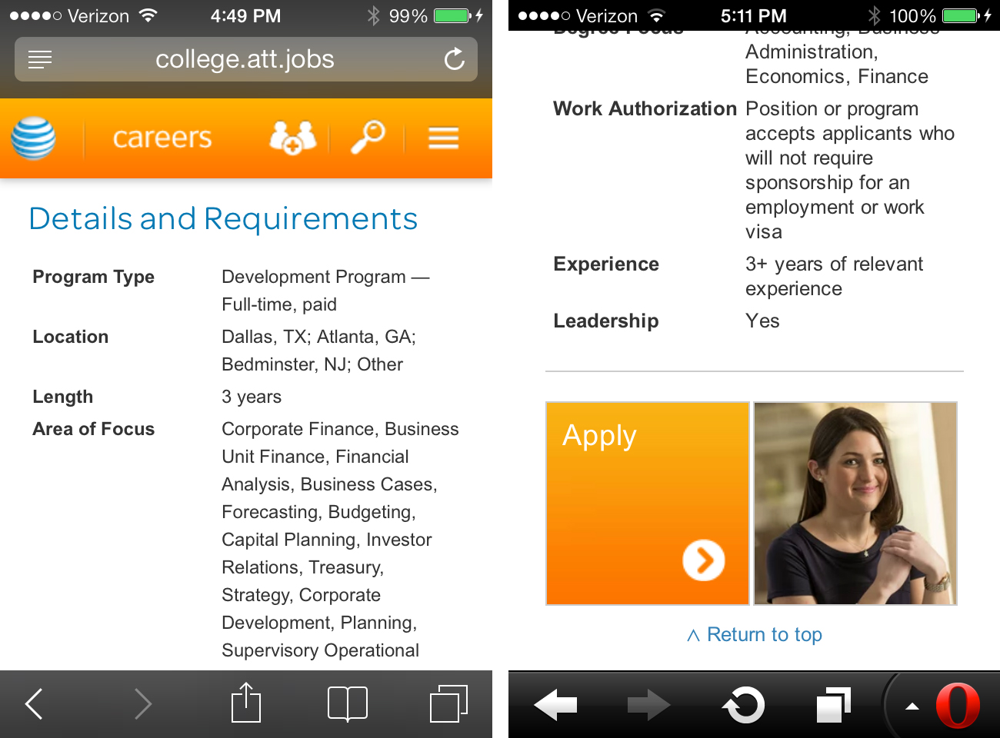 Verizon 4:49 PM 99%
college.att.jobs
careers
Details and Requirements
Program Type Development Program —
Full-time, paid
Location Dallas, TX; Atlanta, GA;
Bedminster, NJ; Other
Length 3 years
Area of Focus Corporate Finance, Business
Unit Finance, Financial
Analysis, Business Cases,
Forecasting, Budgeting,
Capital Planning, Investor
Relations, Treasury,
Strategy, Corporate
Development, Planning,
Supervisory Operational
Verizon 5:11 PM 100%
Degree Focus Accounting, Business
Administration,
Economics, Finance
Work Authorization Position or program
accepts applicants who
will not require
sponsorship for an
employment or work
visa
Experience 3+ years of relevant
experience
Leadership Yes
Apply
Return to top